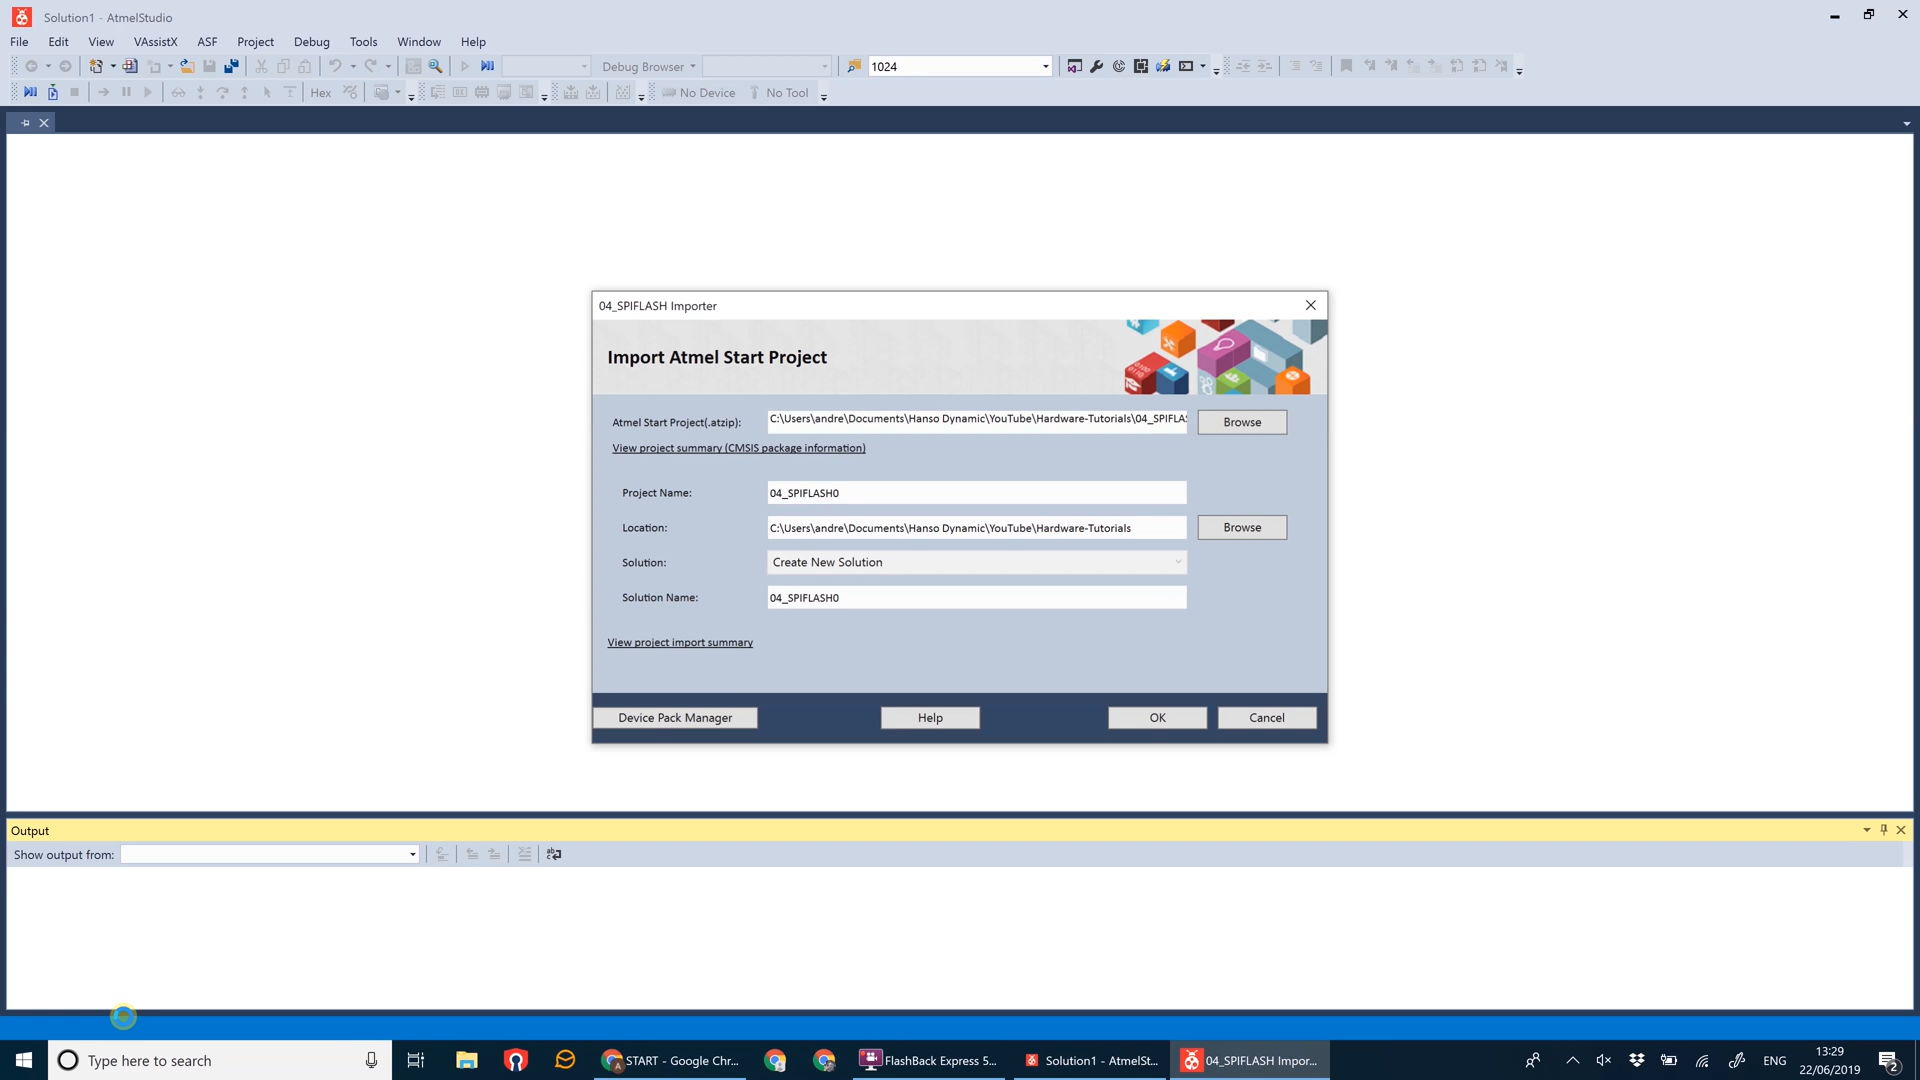 Solution1 - AtmelStudio
File Edit View VAssistX ASF Project Debug Tools Window Help
Debug Browser
1024
Hex
No Device
No Tool
04_SPIFLASH Importer
Import Atmel Start Project
Atmel Start Project(.atzip):
C:\Users\andre\Documents\Hanso Dynamic\YouTube\Hardware-Tutorials\04_SPIFLA
Browse
View project summary (CMSIS package information)
Project Name:
04_SPIFLASH0
Location:
C:\Users\andre\Documents\Hanso Dynamic\YouTube\Hardware-Tutorials
Browse
Solution:
Create New Solution
Solution Name:
04_SPIFLASH0
View project import summary
Device Pack Manager
Help
OK
Cancel
Output
Show output from:
Type here to search
START - Google Chr...
FlashBack Express 5...
Solution1 - AtmelSt...
04_SPIFLASH Impor...
ENG
13:29
22/06/2019
2